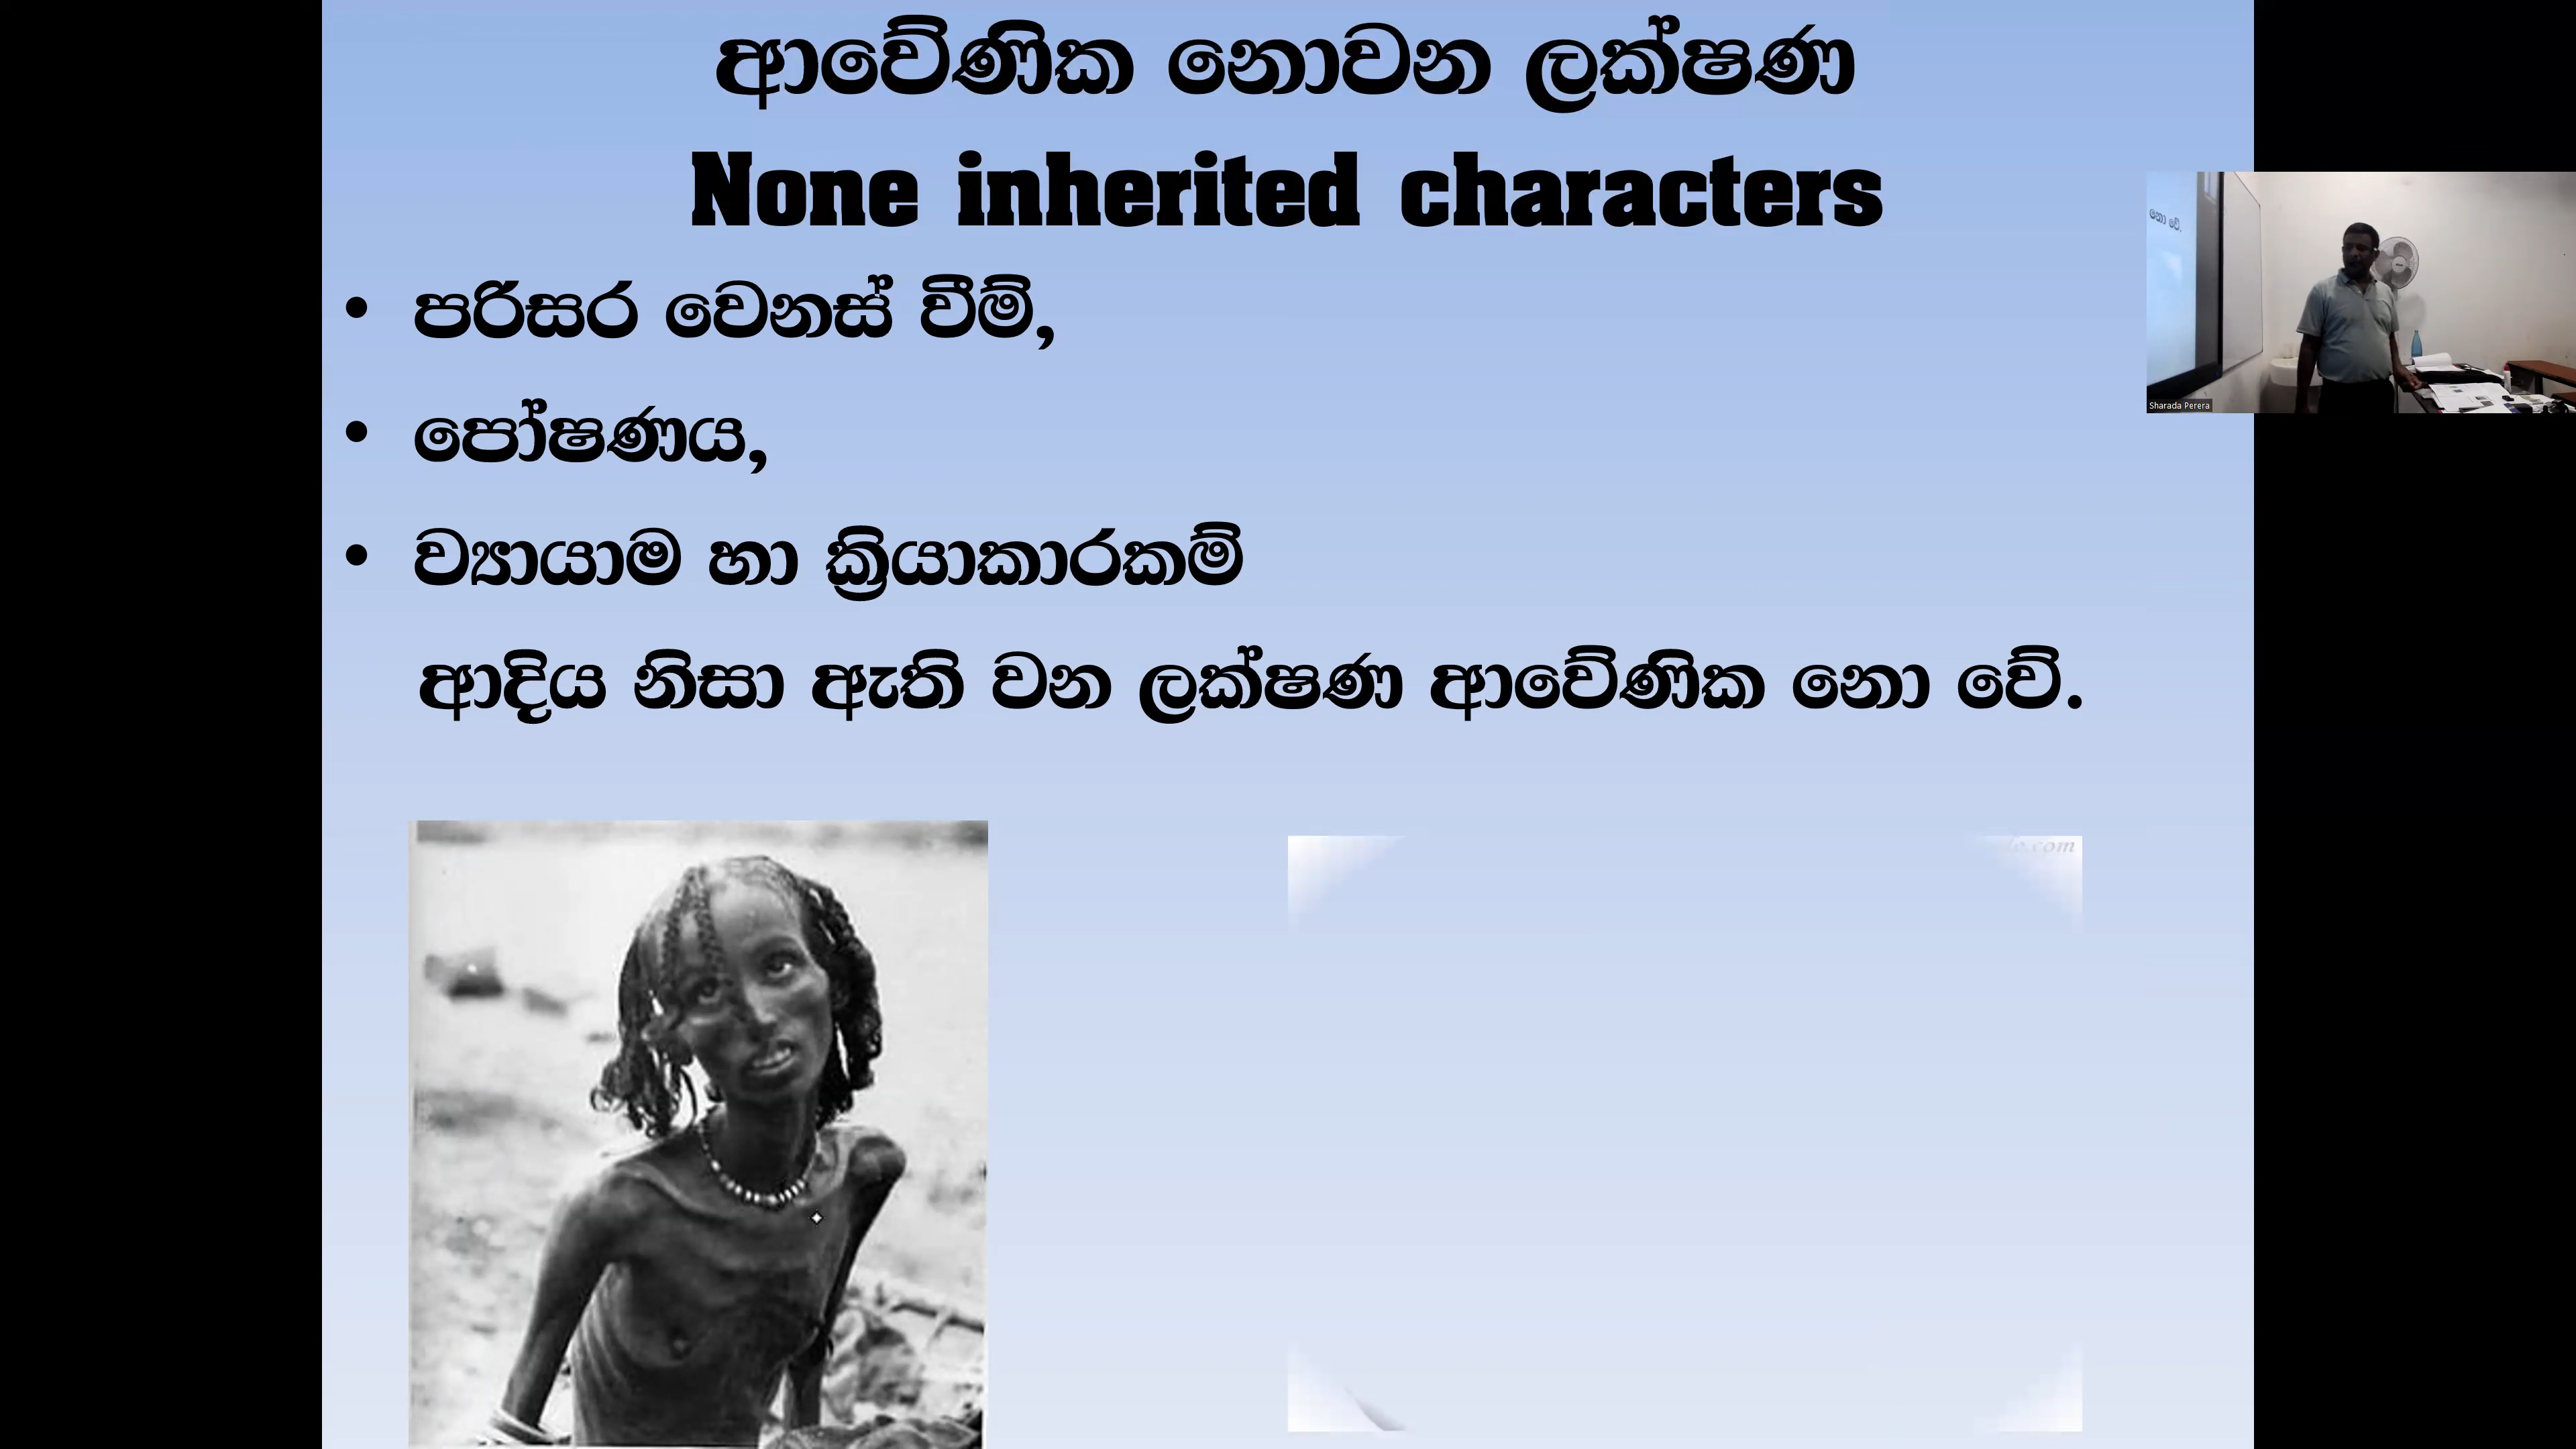 ආවේණික නොවන ලක්ෂණ
None inherited characters
• පරිසර වෙනස් වීම්,
• පෝෂණය,
• ව්‍යායාම හා ක්‍රියාකාරකම්
ආදිය නිසා ඇති වන ලක්ෂණ ආවේණික නො වේ.
නො වේ.
Sharada Perera